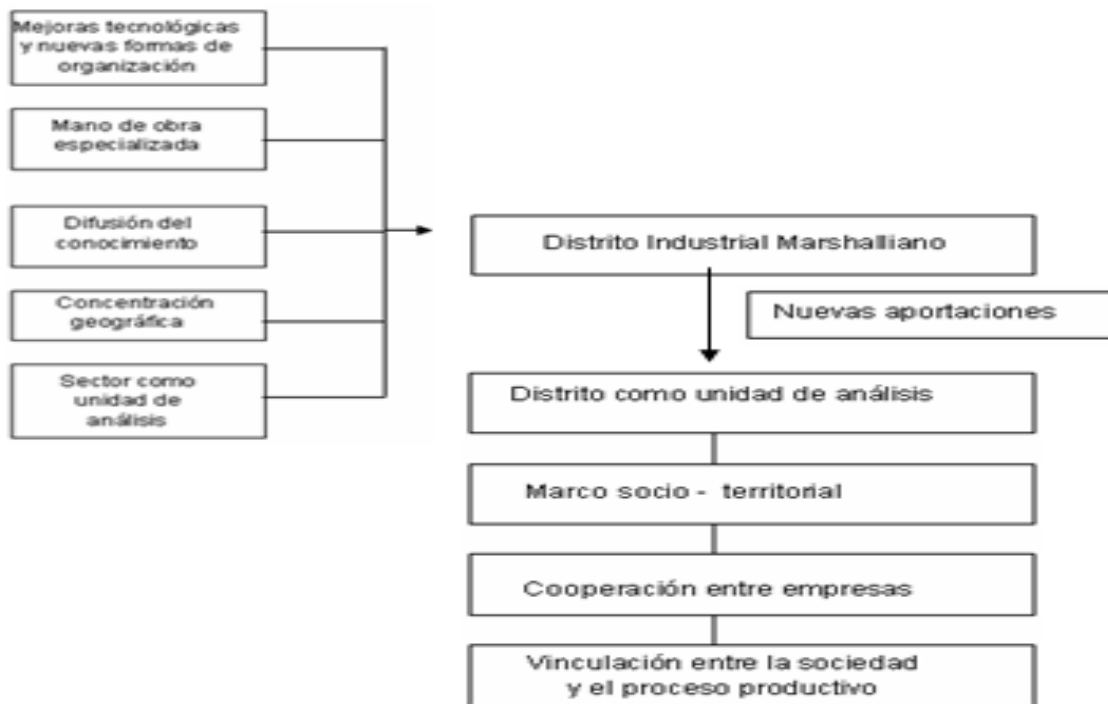 Mejoras tecnológicas
y nuevas formas de
organización
Mano de obra
especializada
Difusión del
conocimiento
Concentración
geográfica
Sector como
unidad de
análisis
Distrito Industrial Marshalliano
Nuevas aportaciones
Distrito como unidad de análisis
Marco socio - territorial
Cooperación entre empresas
Vinculación entre la sociedad
y el proceso productivo